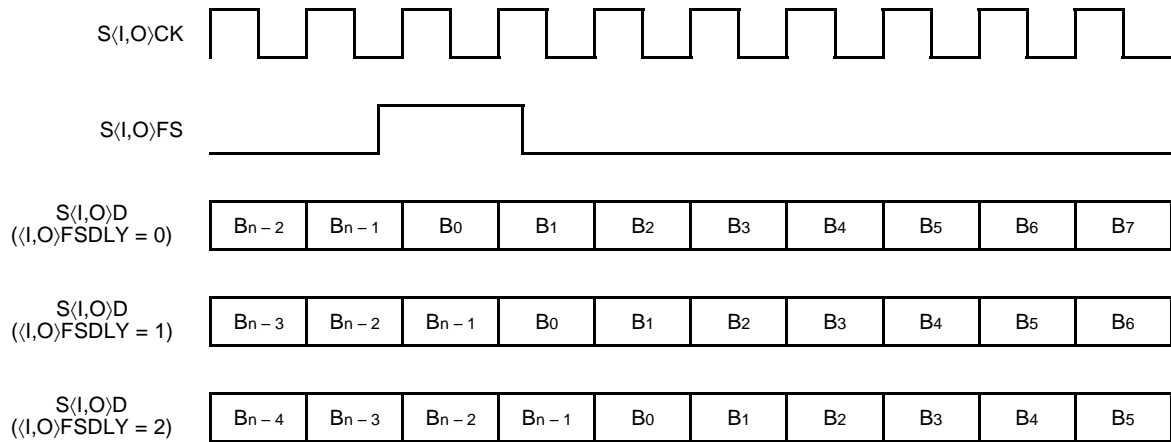 S⟨I,O⟩CK
S⟨I,O⟩FS
S⟨I,O⟩D
(⟨I,O⟩FSDLY = 0)
Bn – 2 Bn – 1 B0 B1 B2 B3 B4 B5 B6 B7
S⟨I,O⟩D
(⟨I,O⟩FSDLY = 1)
Bn – 3 Bn – 2 Bn – 1 B0 B1 B2 B3 B4 B5 B6
S⟨I,O⟩D
(⟨I,O⟩FSDLY = 2)
Bn – 4 Bn – 3 Bn – 2 Bn – 1 B0 B1 B2 B3 B4 B5